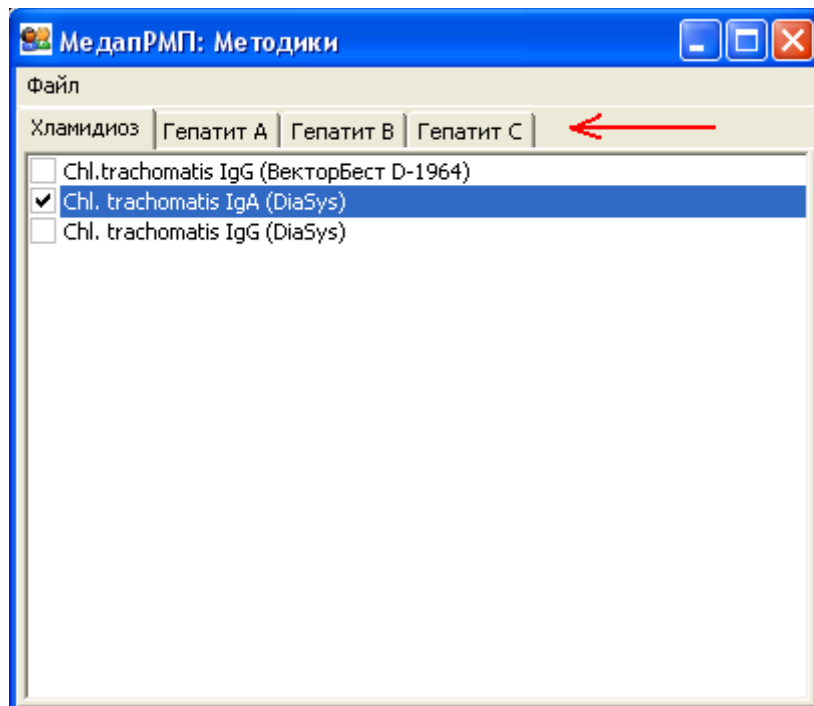 МедапРМП: Методики
Файл
Хламидиоз Гепатит А Гепатит В Гепатит С
Chl.trachomatis IgG (ВекторБест D-1964)
Chl. trachomatis IgA (DiaSys)
Chl. trachomatis IgG (DiaSys)